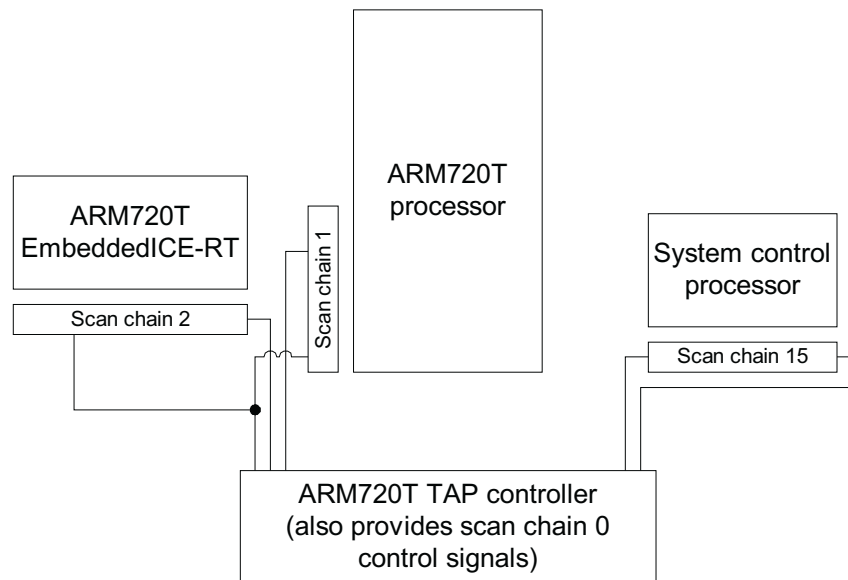 ARM720T
processor
ARM720T
EmbeddedICE-RT
Scan chain 1
System control
processor
Scan chain 2
Scan chain 15
ARM720T TAP controller
(also provides scan chain 0
control signals)